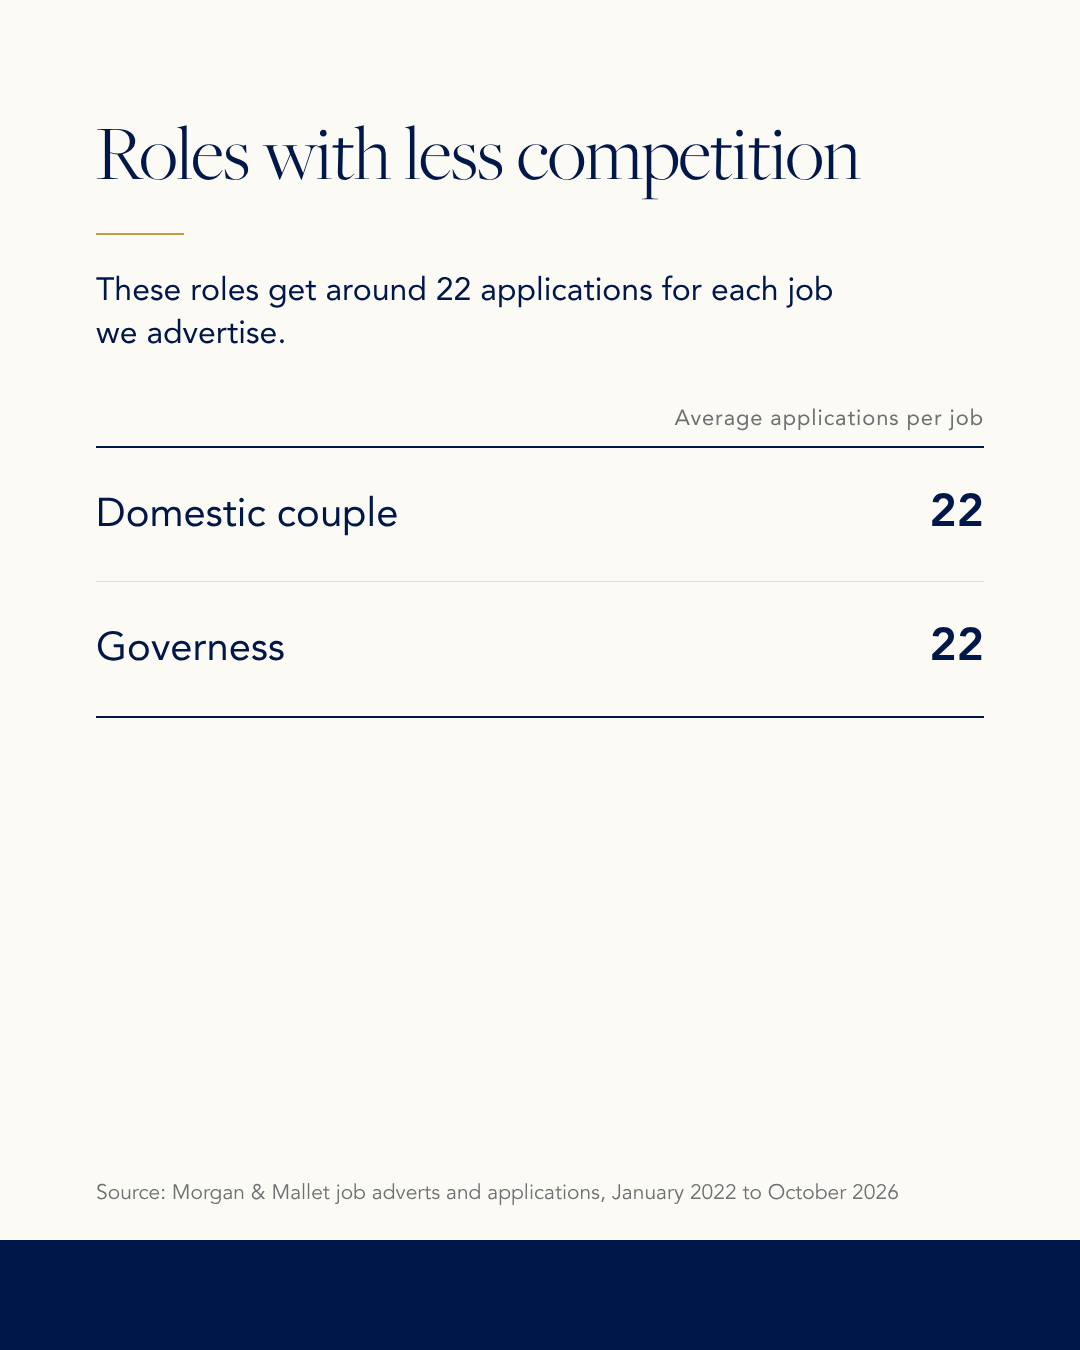 Roles with less competition
These roles get around 22 applications for each job
we advertise.
Average applications per job
Domestic couple 22
Governess 22
Source: Morgan & Mallet job adverts and applications, January 2022 to October 2026